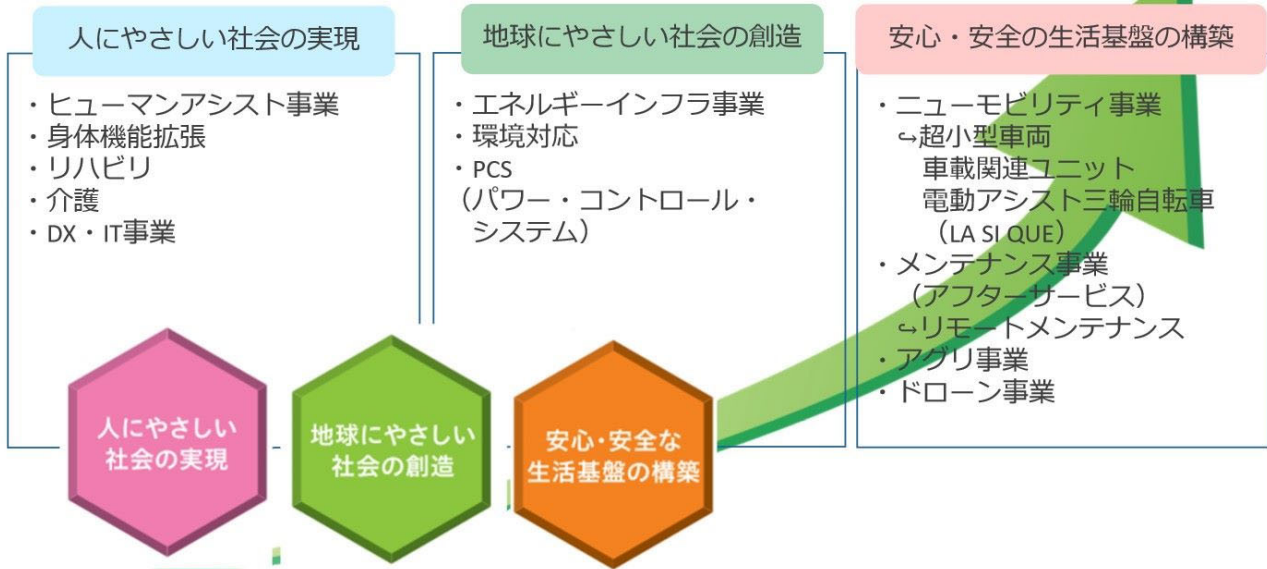 人にやさしい社会の実現
・ヒューマンアシスト事業
・身体機能拡張
・リハビリ
・介護
・DX・IT事業
地球にやさしい社会の創造
・エネルギーインフラ事業
・環境対応
・PCS
（パワー・コントロール・
システム）
安心・安全の生活基盤の構築
・ニューモビリティ事業
↪超小型車両
車載関連ユニット
電動アシスト三輪自転車
（LA SI QUE）
・メンテナンス事業
（アフターサービス）
↪リモートメンテナンス
・アグリ事業
・ドローン事業
人にやさしい
社会の実現
地球にやさしい
社会の創造
安心・安全な
生活基盤の構築